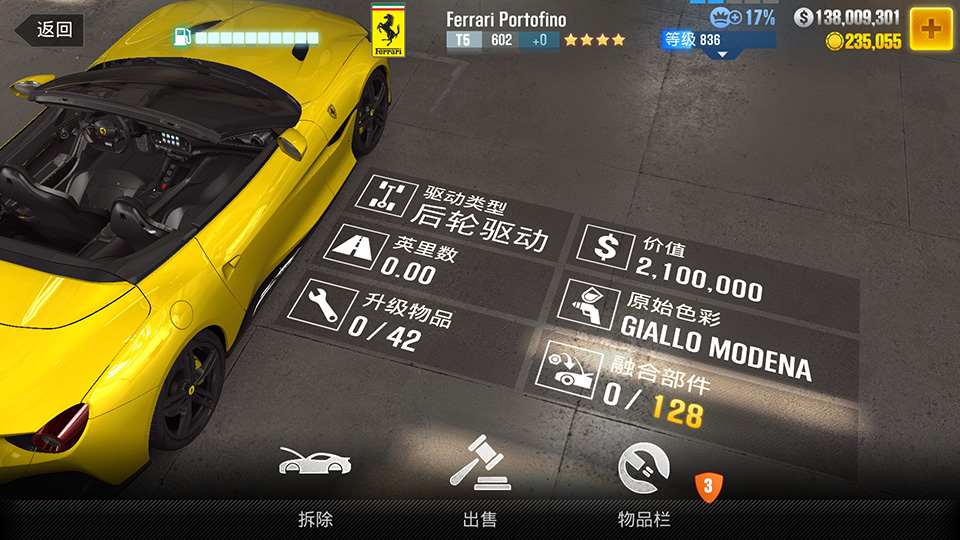 返回
Ferrari
Ferrari Portofino
T5 602 +0
17%
等级 836
138,009,301
235,055
驱动类型
后轮驱动
英里数
0.00
升级物品
0/42
价值
2,100,000
原始色彩
GIALLO MODENA
融合部件
0/128
3
拆除
出售
物品栏